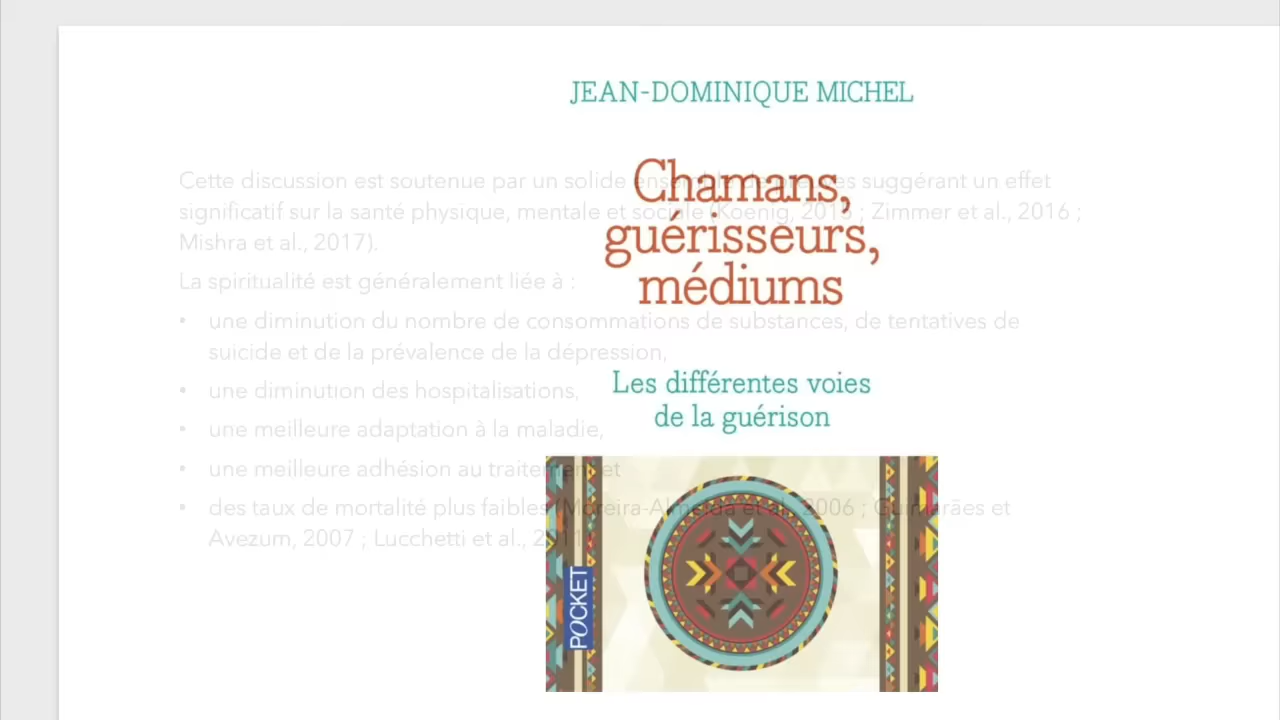 JEAN-DOMINIQUE MICHEL
Chamans,
guérisseurs,
médiums
Les différentes voies
de la guérison
POCKET
Cette discussion est soutenue par un solide ensemble de preuves suggérant un effet
significatif sur la santé physique, mentale et sociale (Koenig, 2015 ; Zimmer et al., 2016 ;
Mishra et al., 2017).
La spiritualité est généralement liée à :
• une diminution du nombre de consommations de substances, de tentatives de
suicide et de la prévalence de la dépression,
• une diminution des hospitalisations,
• une meilleure adaptation à la maladie,
• une meilleure adhésion au traitement et
• des taux de mortalité plus faibles (Moreira-Almeida et al., 2006 ; Guimarães et
Avezum, 2007 ; Lucchetti et al., 2011